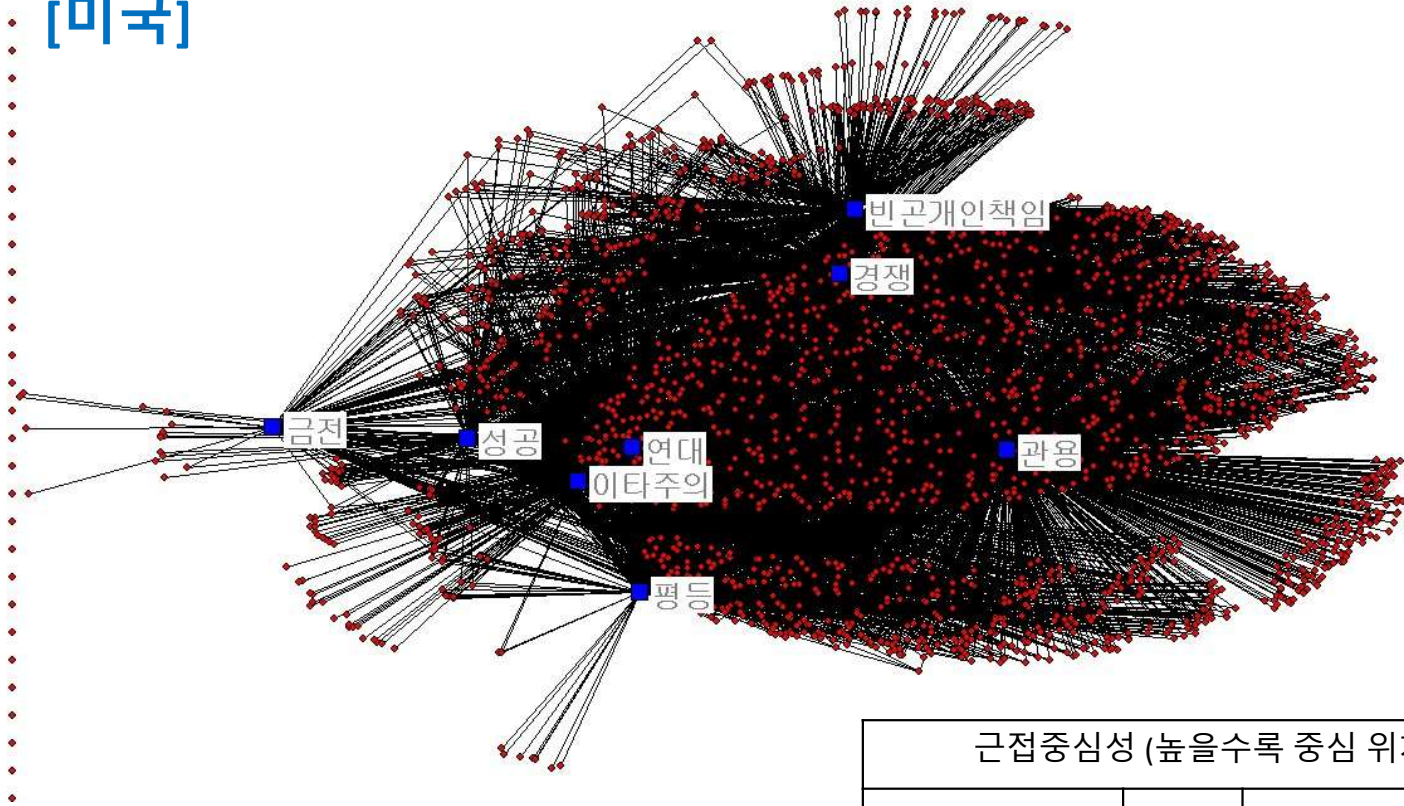 [미국]
빈곤개인책임
경쟁
금전
성공
연대
관용
이타주의
평등
근접중심성 (높을수록 중심 위